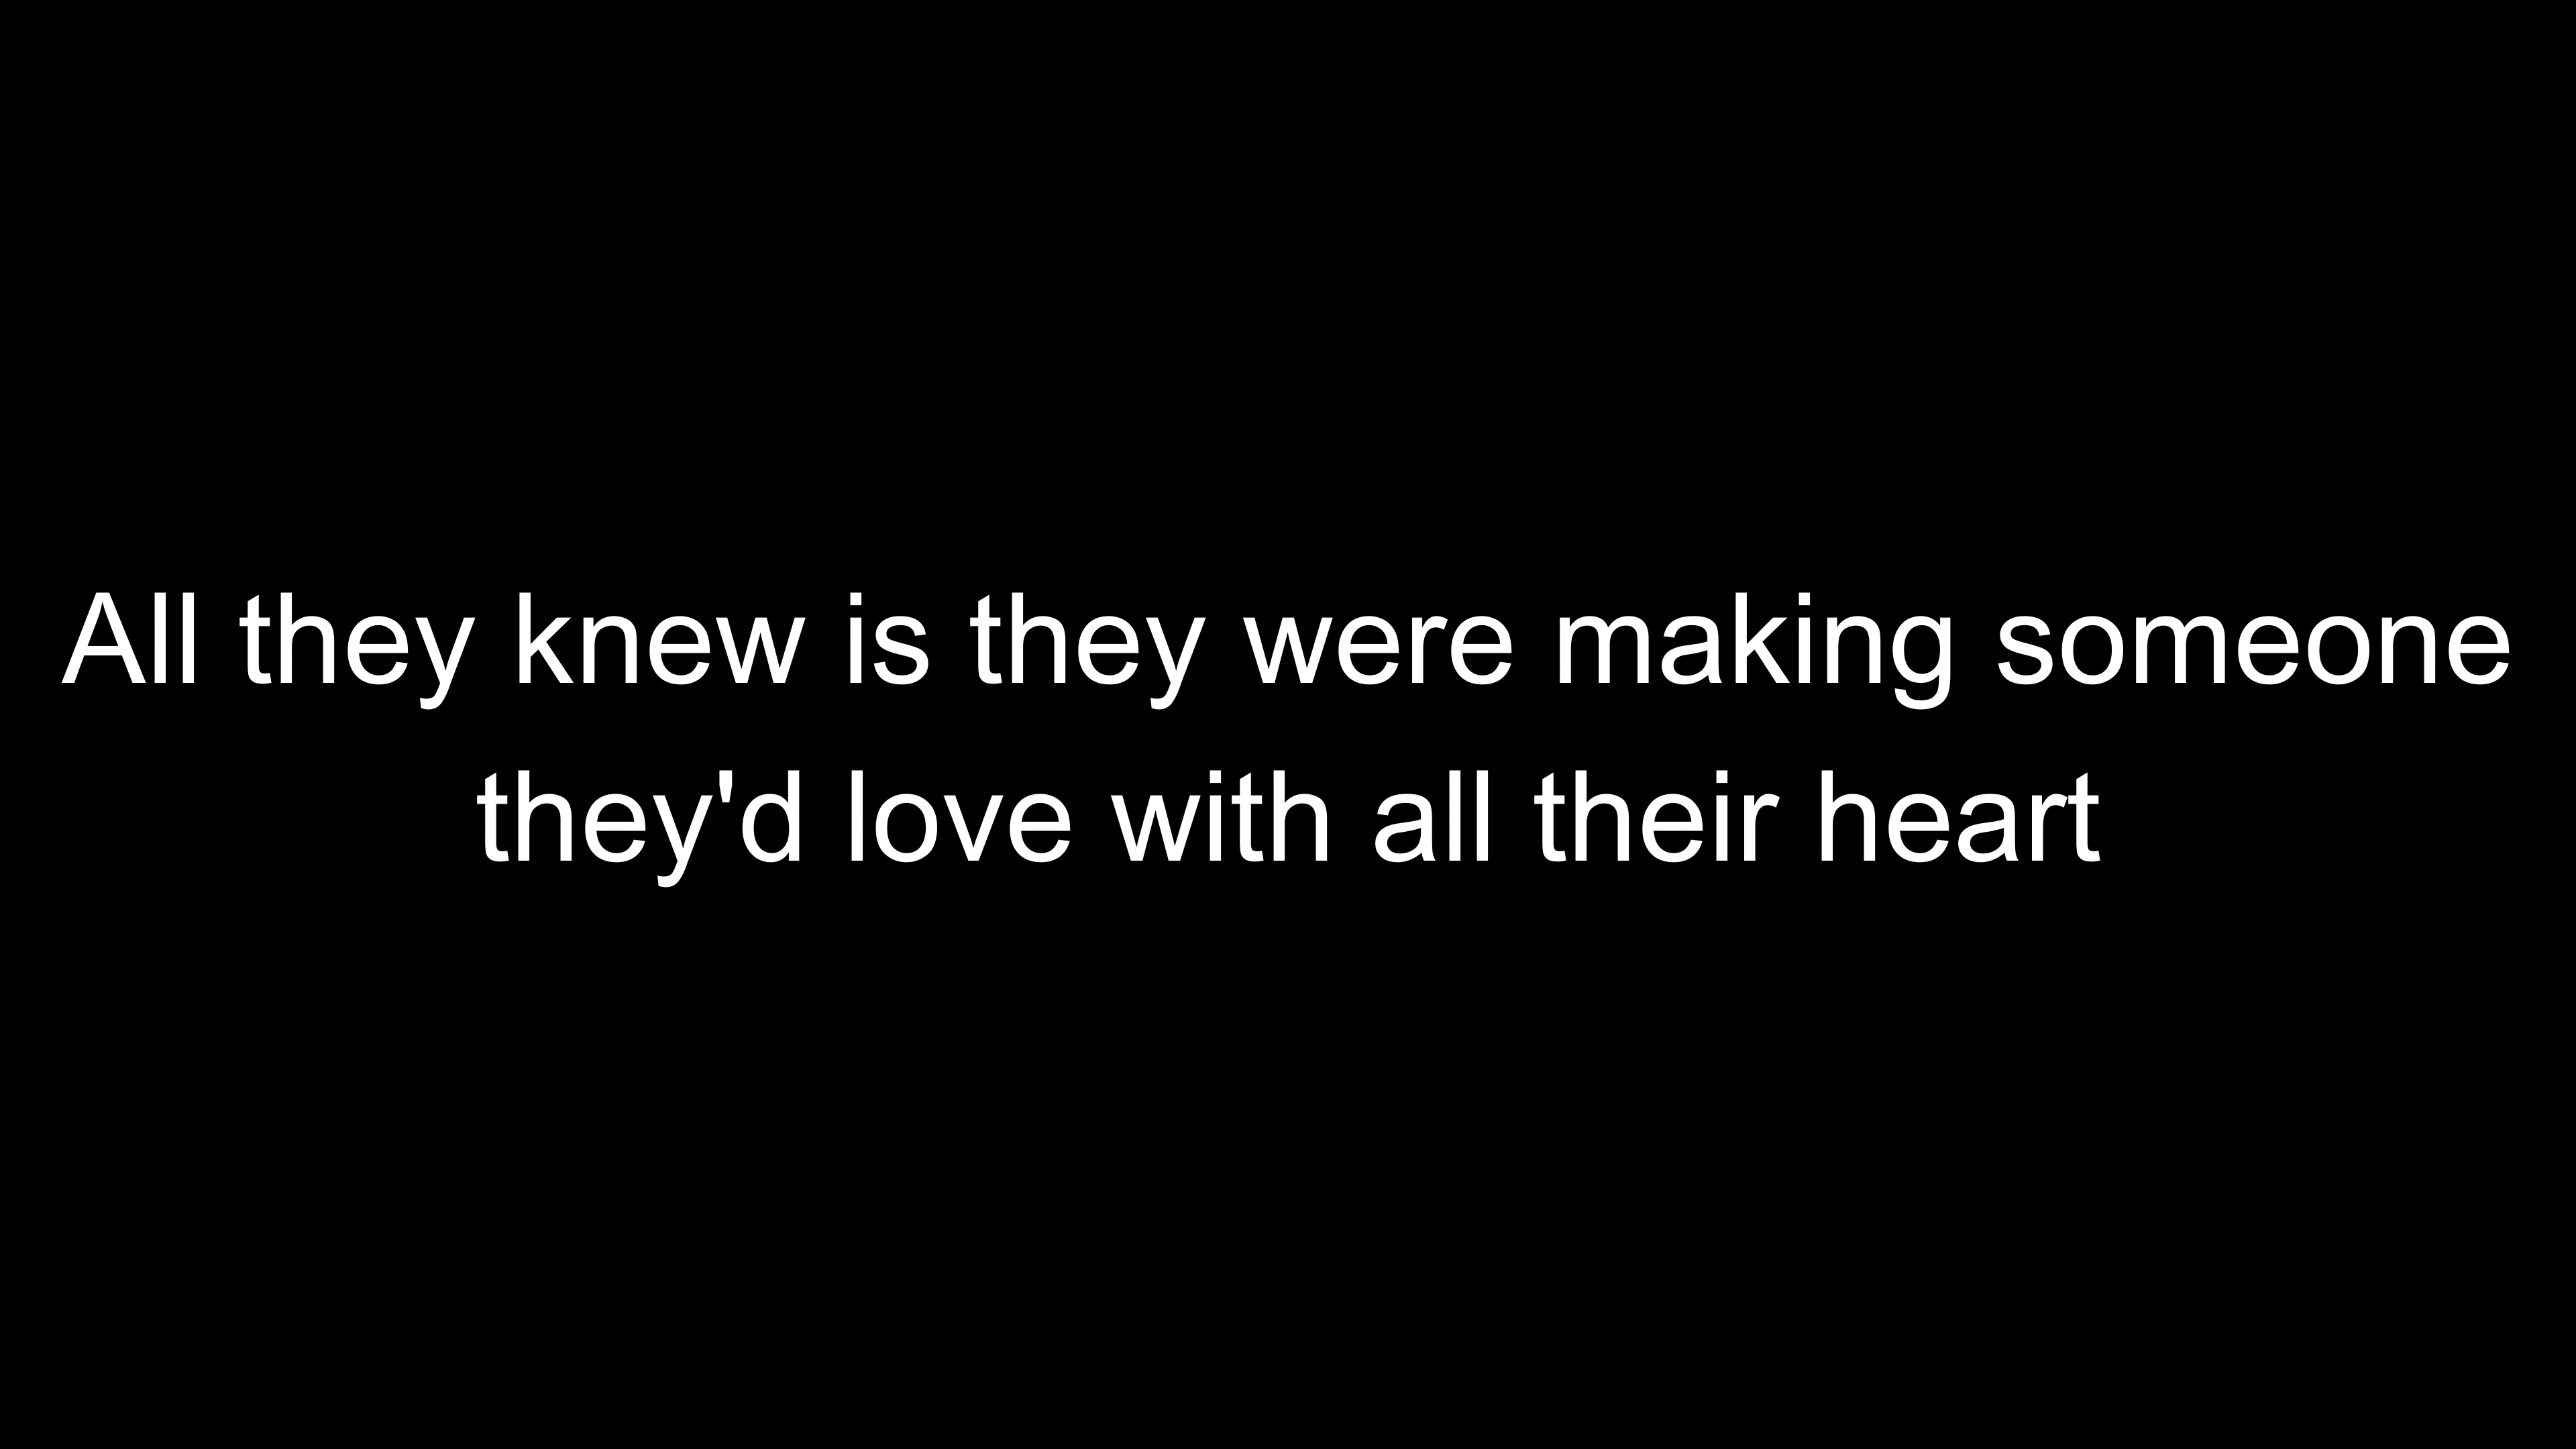 All they knew is they were making someone
they'd love with all their heart